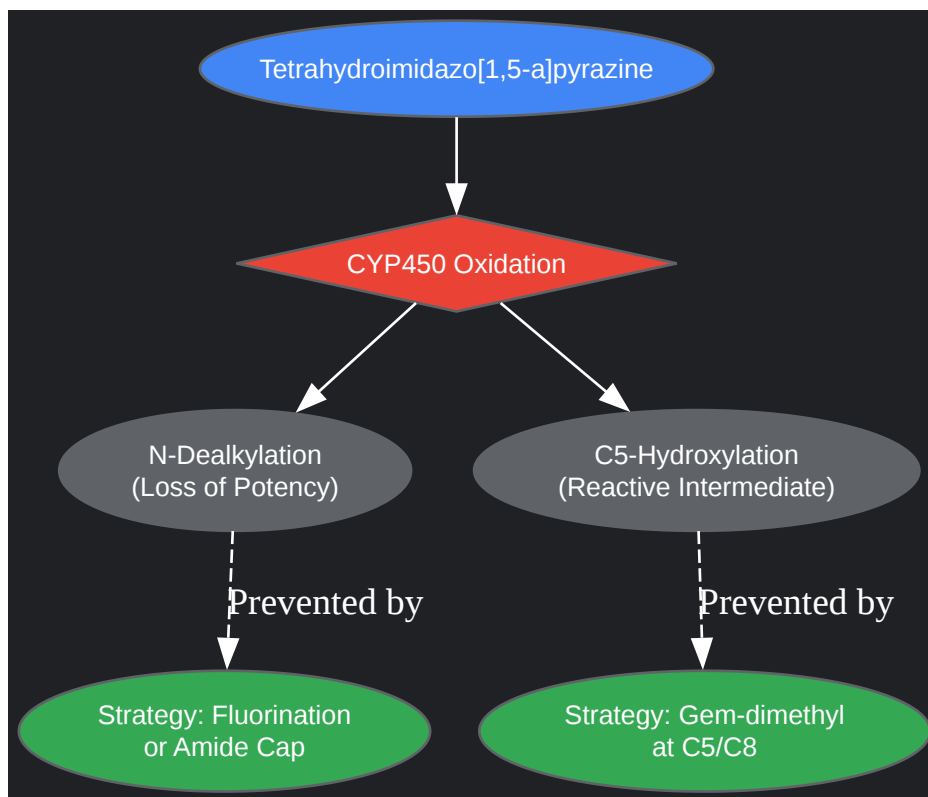 Tetrahydroimidazo[1,5-a]pyrazine
CYP450 Oxidation
N-Dealkylation
(Loss of Potency)
C5-Hydroxylation
(Reactive Intermediate)
Prevented by
Prevented by
Strategy: Fluorination
or Amide Cap
Strategy: Gem-dimethyl
at C5/C8